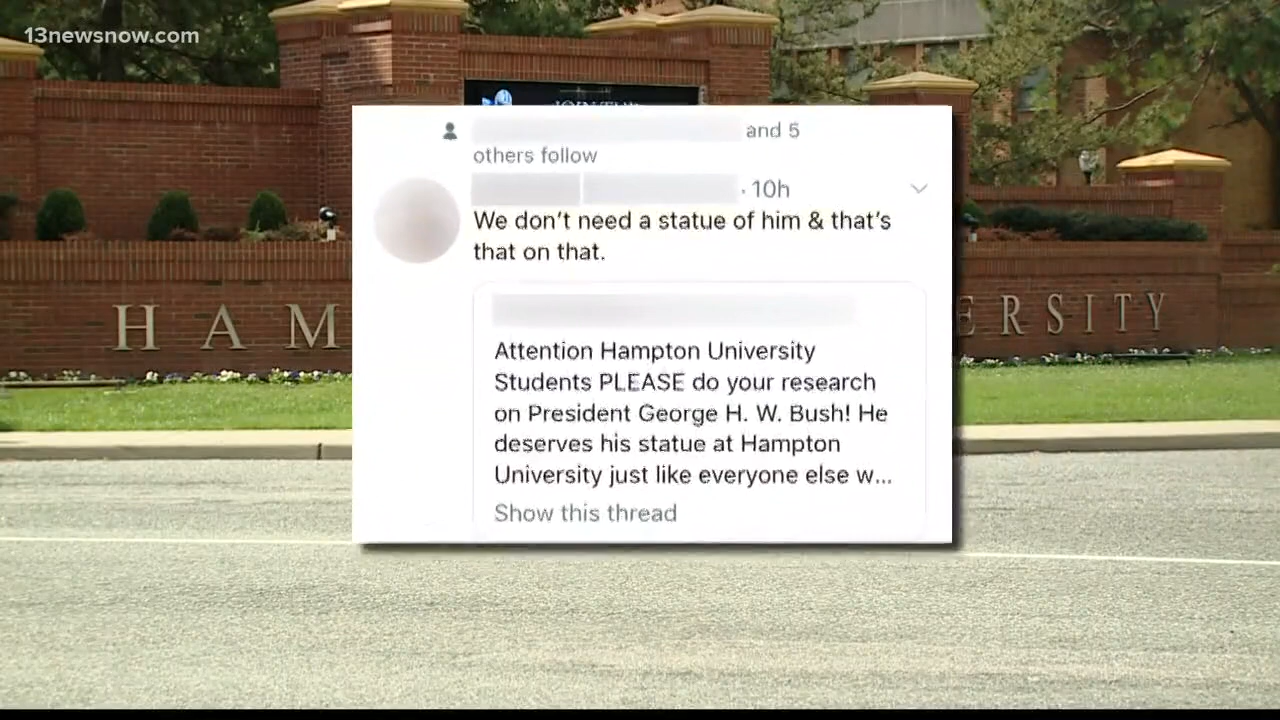 13newsnow.com
and 5
others follow
· 10h
We don't need a statue of him & that's
that on that.
Attention Hampton University
Students PLEASE do your research
on President George H. W. Bush! He
deserves his statue at Hampton
University just like everyone else w...
Show this thread
HAM
ERSITY